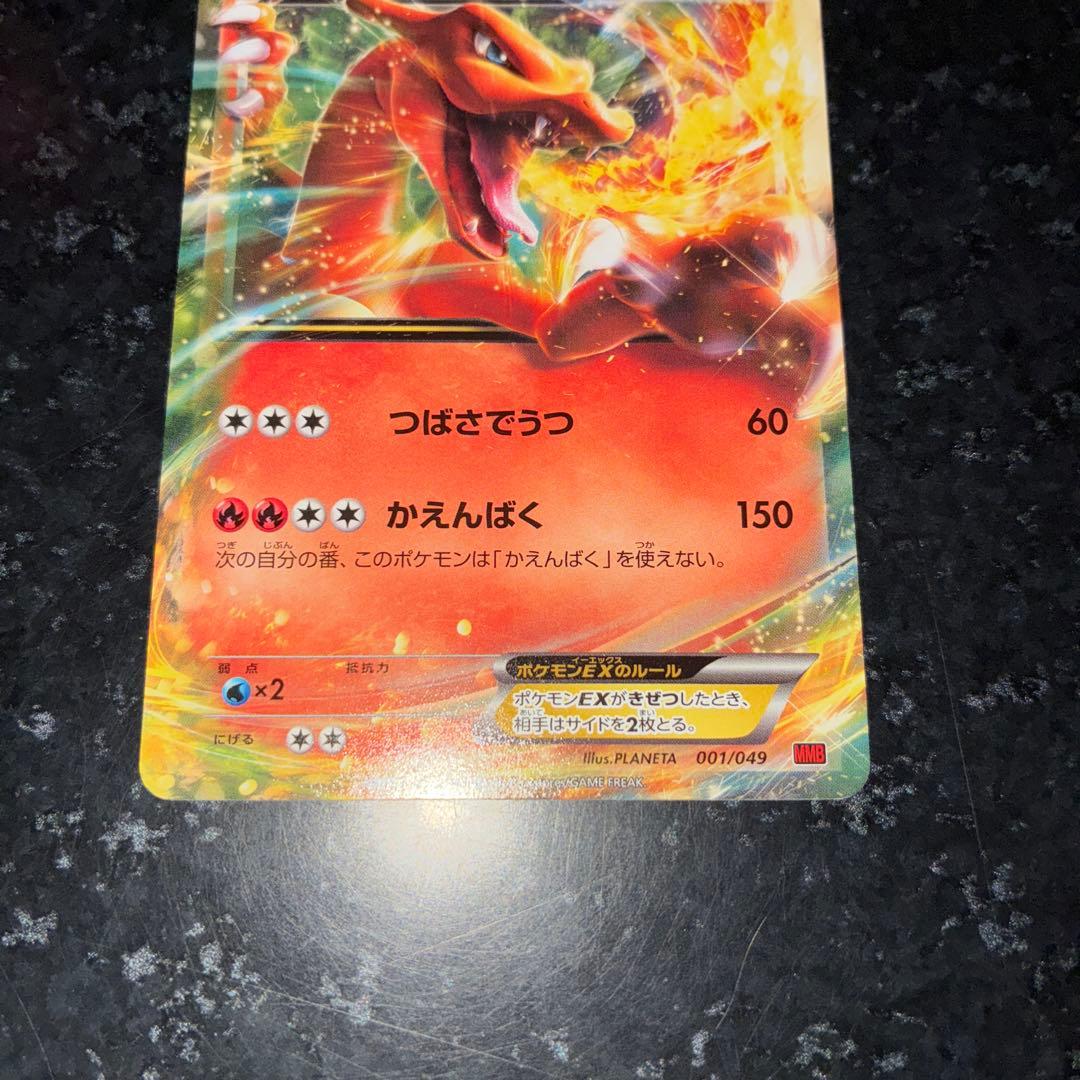 つばさでうつ 60
かえんばく 150
次の自分の番、このポケモンは「かえんばく」を使えない。
弱点 抵抗力
×2
ポケモンEXのルール
ポケモンEXがきぜつしたとき、
相手はサイドを2枚とる。
にげる
Illus.PLANETA 001/049 MMB
GAME FREAK.